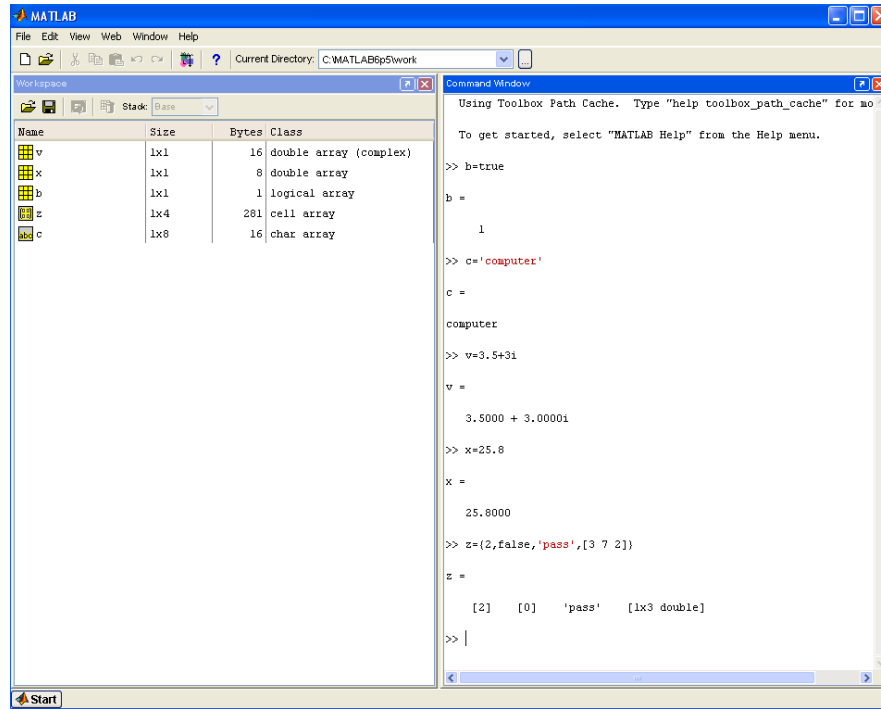 MATLAB
File Edit View Web Window Help
? Current Directory: C:\MATLAB6p5\work ...
Workspace
Stack: Base
Name Size Bytes Class
v 1x1 16 double array (complex)
x 1x1 8 double array
b 1x1 1 logical array
z 1x4 281 cell array
abc c 1x8 16 char array
Command Window
Using Toolbox Path Cache. Type "help toolbox_path_cache" for mo
To get started, select "MATLAB Help" from the Help menu.
>> b=true
b =
1
>> c='computer'
c =
computer
>> v=3.5+3i
v =
3.5000 + 3.0000i
>> x=25.8
x =
25.8000
>> z={2,false,'pass',[3 7 2]}
z =
[2] [0] 'pass' [1x3 double]
>>
Start